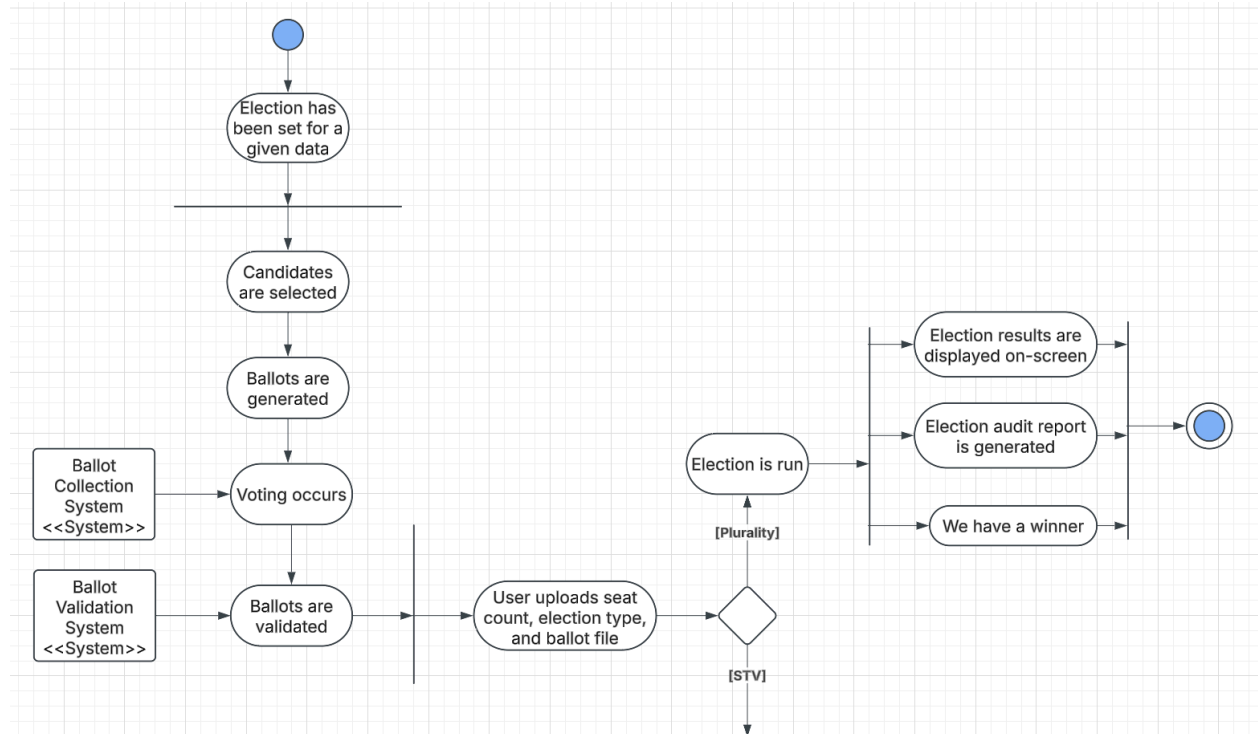 Election has
been set for a
given data
Candidates
are selected
Ballots are
generated
Ballot
Collection
System
<<System>>
Voting occurs
Ballot
Validation
System
<<System>>
Ballots are
validated
User uploads seat
count, election type,
and ballot file
[Plurality]
[STV]
Election is run
Election results are
displayed on-screen
Election audit report
is generated
We have a winner